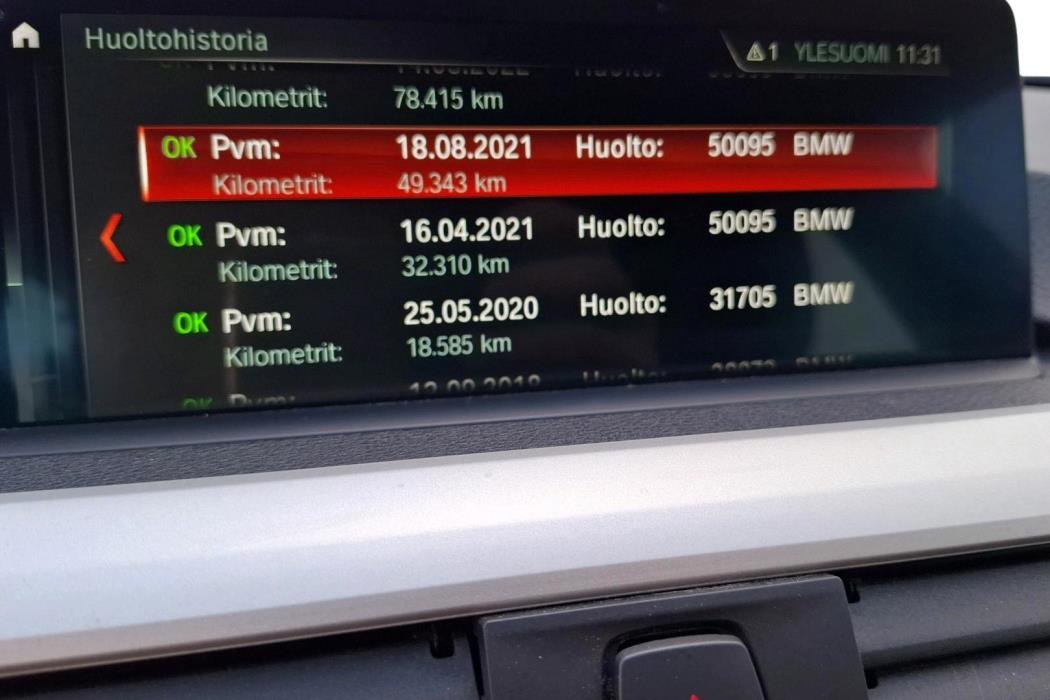 Huoltohistoria
1 YLESUOMI 11:31
Kilometrit: 78.415 km
OK Pvm: 18.08.2021 Huolto: 50095 BMW
Kilometrit: 49.343 km
OK Pvm: 16.04.2021 Huolto: 50095 BMW
Kilometrit: 32.310 km
OK Pvm: 25.05.2020 Huolto: 31705 BMW
Kilometrit: 18.585 km
OK Pvm: